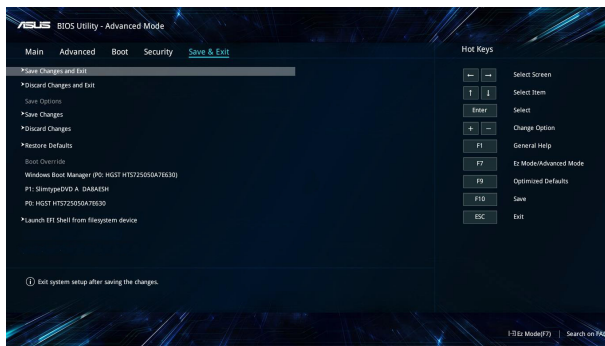 ASUS BIOS Utility - Advanced Mode
Main Advanced Boot Security Save & Exit
Save Changes and Exit
Discard Changes and Exit
Save Options
Save Changes
Discard Changes
Restore Defaults
Boot Override
Windows Boot Manager (P0: HGST HTS725050A7E630)
P1: SlimtypeDVD A DA8AESH
P0: HGST HTS725050A7E630
Launch EFI Shell from filesystem device
Exit system setup after saving the changes.
Hot Keys
← → Select Screen
↑ ↓ Select Item
Enter Select
+ − Change Option
F1 General Help
F7 Ez Mode/Advanced Mode
F9 Optimized Defaults
F10 Save
ESC Exit
Ez Mode(F7) | Search on FAQ